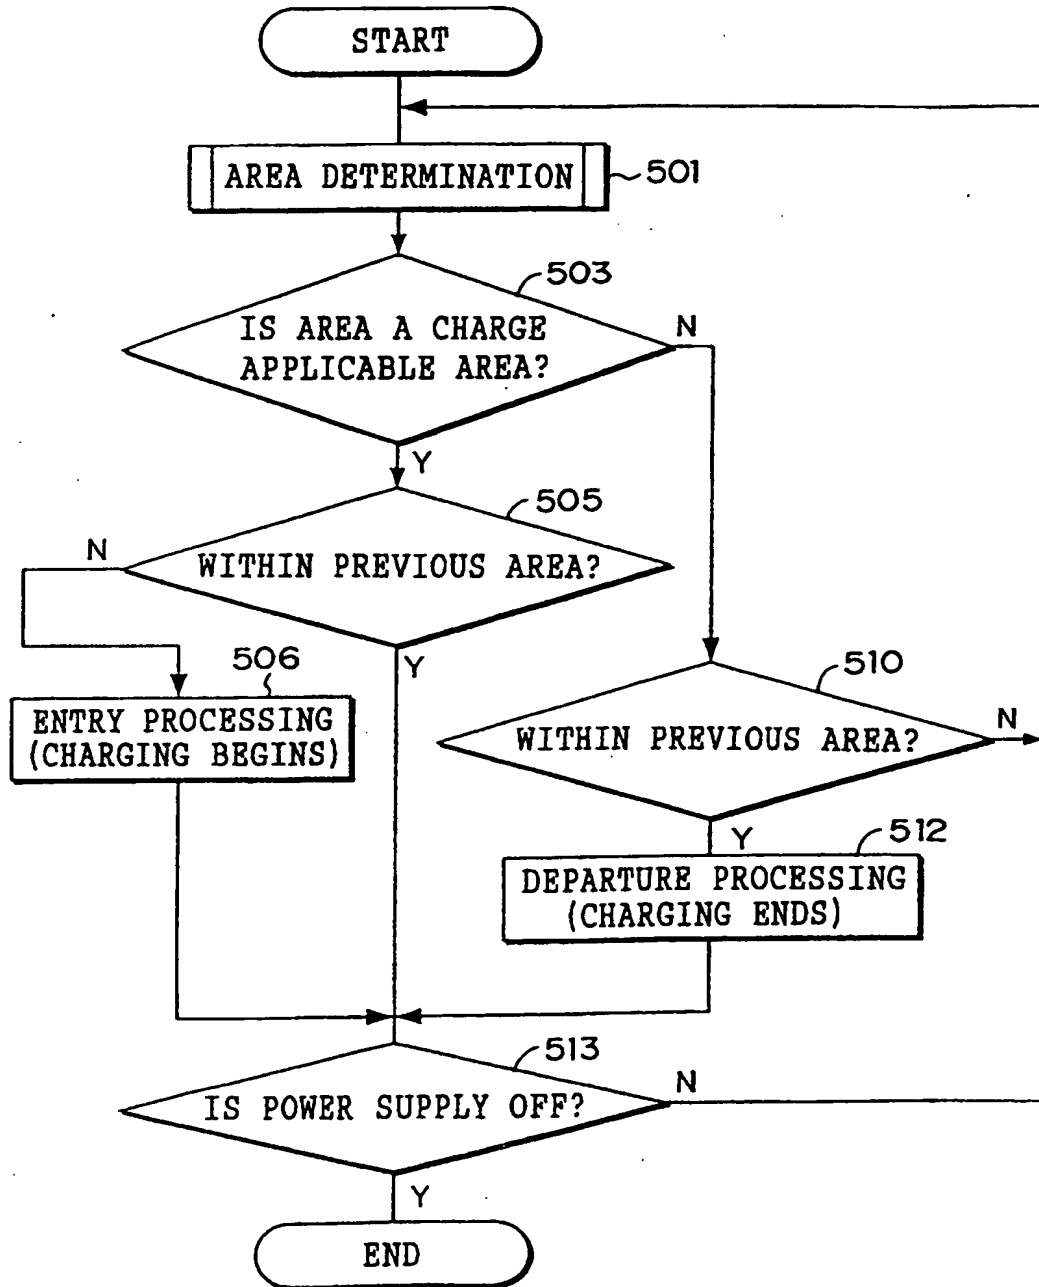 START
AREA DETERMINATION
501
503
IS AREA A CHARGE
APPLICABLE AREA?
N
Y
505
N
WITHIN PREVIOUS AREA?
Y
506
ENTRY PROCESSING
(CHARGING BEGINS)
510
WITHIN PREVIOUS AREA?
N
Y
512
DEPARTURE PROCESSING
(CHARGING ENDS)
513
IS POWER SUPPLY OFF?
N
Y
END